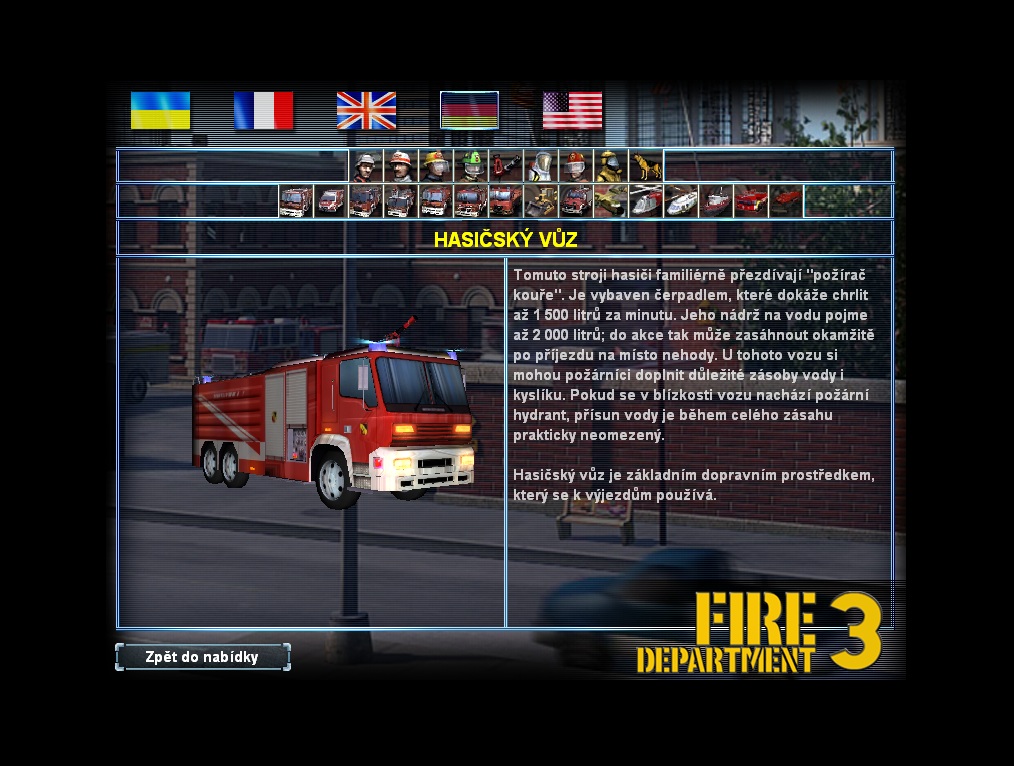 HASIČSKÝ VŮZ
Tomuto stroji hasiči familiérně přezdívají "požírač
kouře". Je vybaven čerpadlem, které dokáže chrlit
až 1 500 litrů za minutu. Jeho nádrž na vodu pojme
až 2 000 litrů; do akce tak může zasáhnout okamžitě
po příjezdu na místo nehody. U tohoto vozu si
mohou požárníci doplnit důležité zásoby vody i
kyslíku. Pokud se v blízkosti vozu nachází požární
hydrant, přísun vody je během celého zásahu
prakticky neomezený.
Hasičský vůz je základním dopravním prostředkem,
který se k výjezdům používá.
FIRE
DEPARTMENT 3
Zpět do nabídky